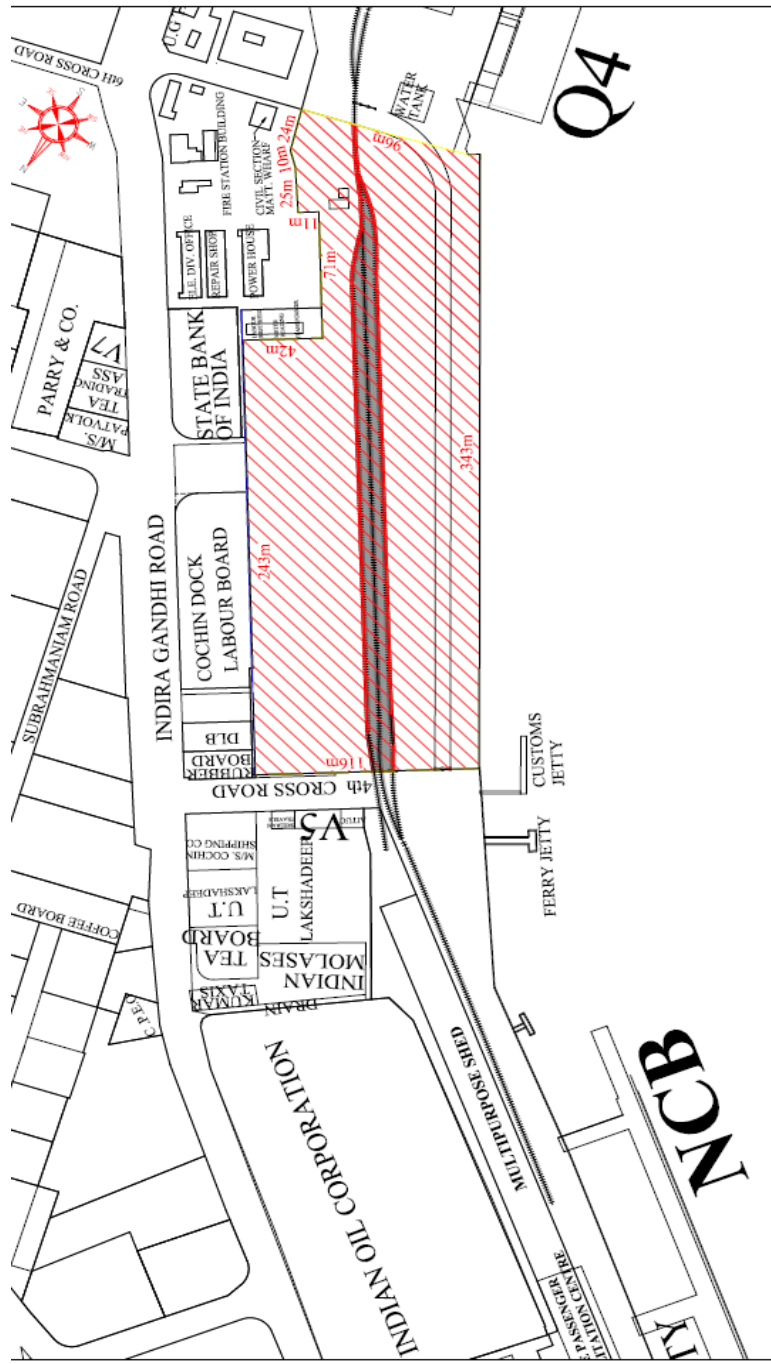 U.G
6TH CROSS ROAD
N
E
S
W
Q4
WATER
TANK
96m
24m
10m
25m
11m
71m
42m
243m
343m
116m
FIRE STATION BUILDING
CIVIL SECTION
MATT. WHARF
ELE. DIV. OFFICE
REPAIR SHOP
POWER HOUSE
PARRY & CO.
V7
TEA
TRADING
ASS
M/S.
PATVOLK
STATE BANK
OF INDIA
SUBRAHMANIAM ROAD
INDIRA GANDHI ROAD
COCHIN DOCK
LABOUR BOARD
DLB
RUBBER
BOARD
4th CROSS ROAD
CUSTOMS
JETTY
FERRY JETTY
M/S. COCHIN
SHIPPING CO
V5
U.T
LAKSHADEEP
U.T
LAKSHADEEP
COFFEE BOARD
TEA
BOARD
INDIAN
MOLASES
KUMAR
TAXIS
DRAIN
C.P.E.O
INDIAN OIL CORPORATION
MULTIPURPOSE SHED
NCB
PASSENGER
CENTRE